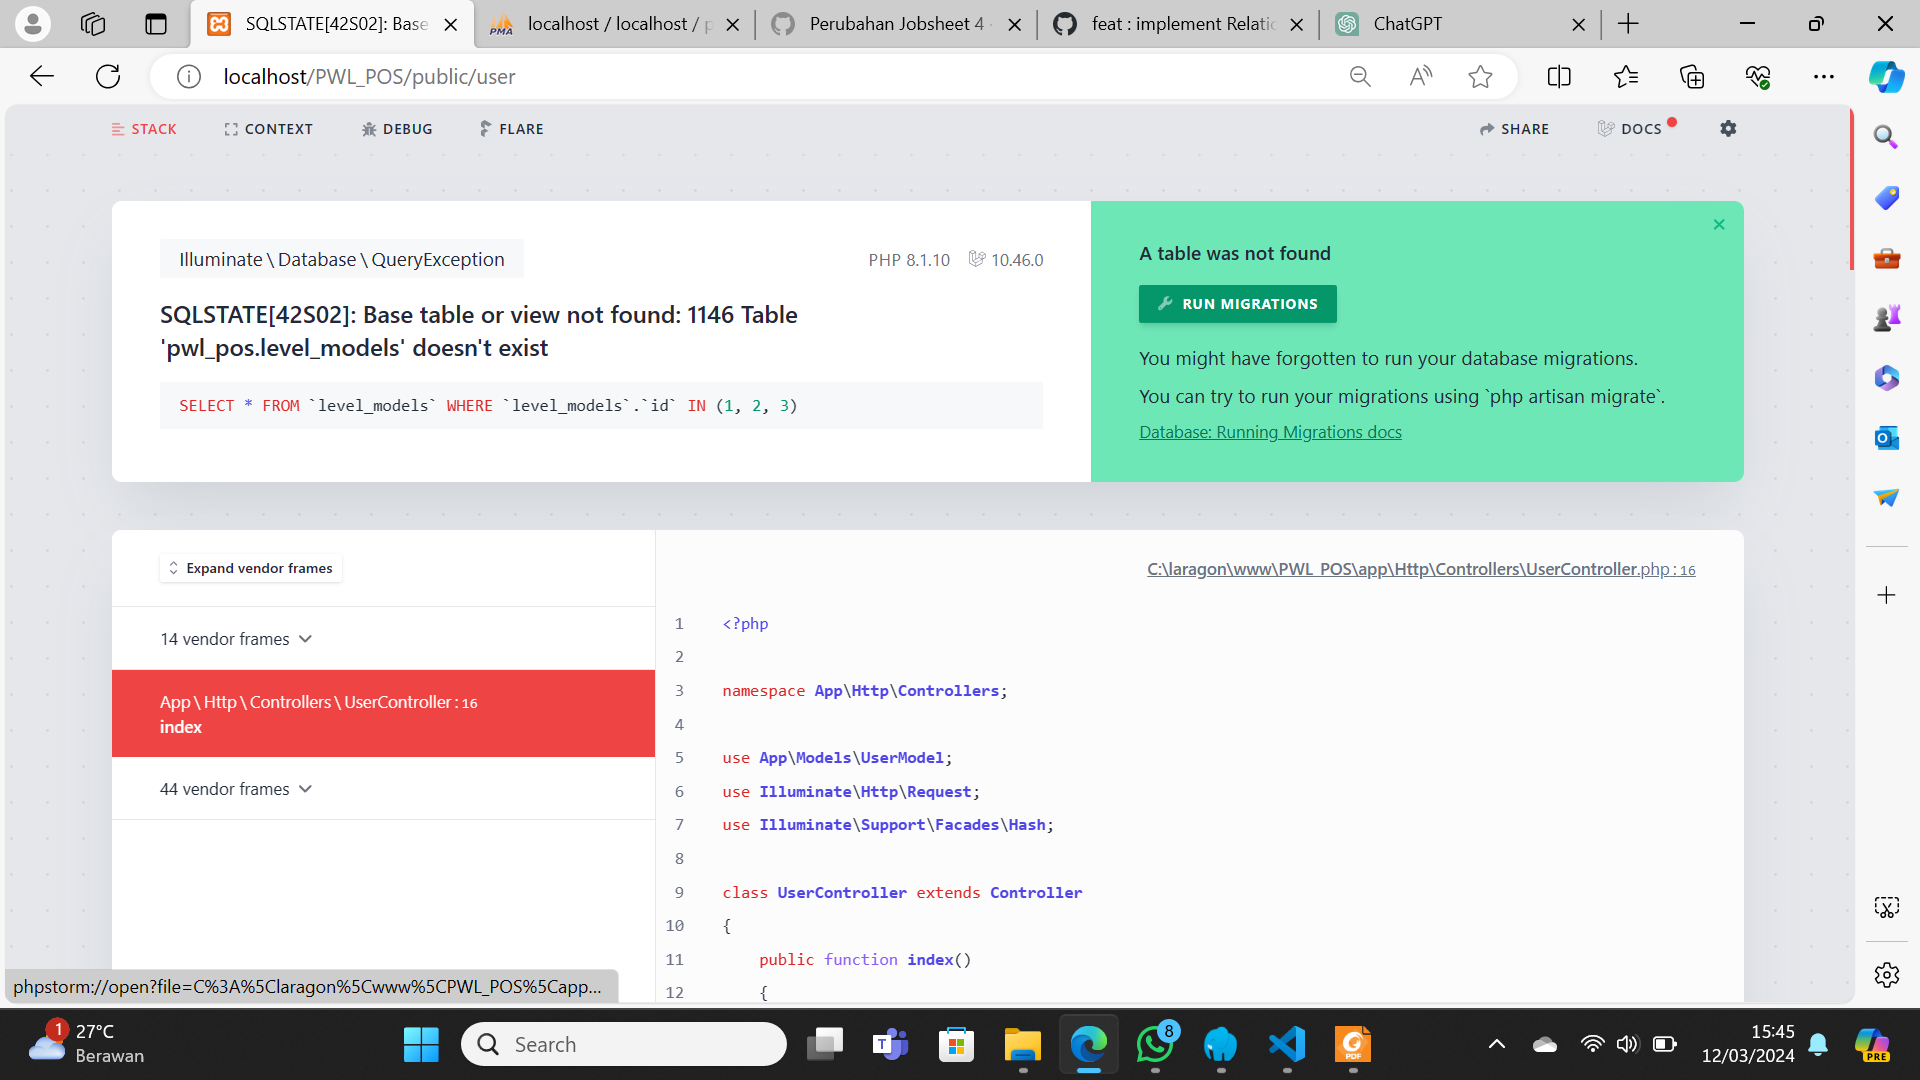 SQLSTATE[42S02]: Base
localhost / localhost / p
Perubahan Jobsheet 4 ·
feat : implement Relatio
ChatGPT
localhost/PWL_POS/public/user
STACK
CONTEXT
DEBUG
FLARE
SHARE
DOCS
Illuminate \ Database \ QueryException
PHP 8.1.10
10.46.0
SQLSTATE[42S02]: Base table or view not found: 1146 Table
'pwl_pos.level_models' doesn't exist
SELECT * FROM `level_models` WHERE `level_models`.`id` IN (1, 2, 3)
A table was not found
RUN MIGRATIONS
You might have forgotten to run your database migrations.
You can try to run your migrations using `php artisan migrate`.
Database: Running Migrations docs
Expand vendor frames
14 vendor frames
App \ Http \ Controllers \ UserController : 16
index
44 vendor frames
C:\laragon\www\PWL_POS\app\Http\Controllers\UserController.php : 16
1 <?php
2
3 namespace App\Http\Controllers;
4
5 use App\Models\UserModel;
6 use Illuminate\Http\Request;
7 use Illuminate\Support\Facades\Hash;
8
9 class UserController extends Controller
10 {
11 public function index()
12 {
phpstorm://open?file=C%3A%5Claragon%5Cwww%5CPWL_POS%5Capp...
1
27°C
Berawan
Search
8
15:45
12/03/2024
PRE